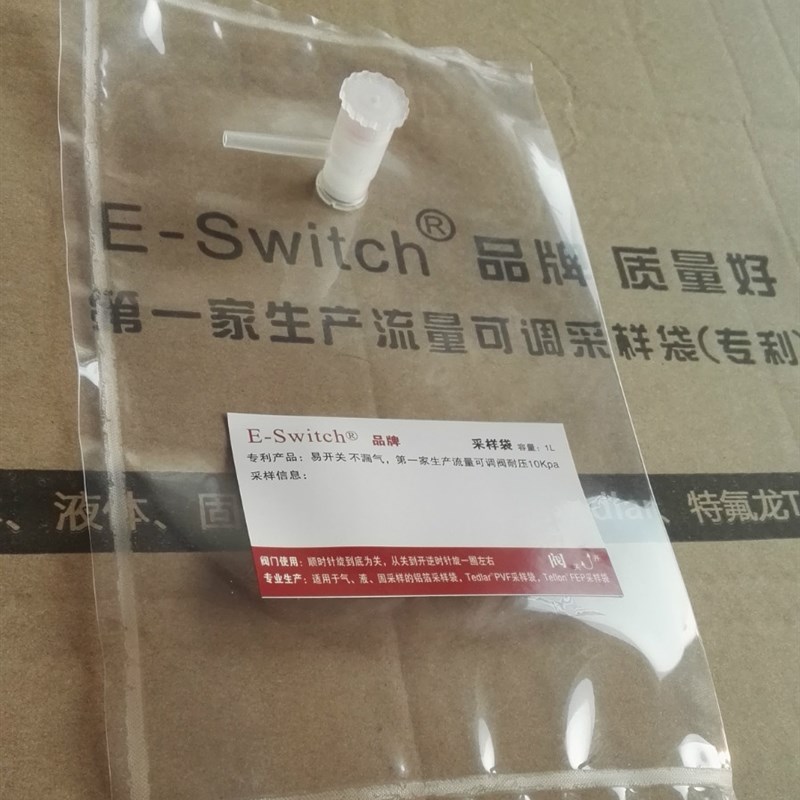 E-Switch® 品牌 质量好
第一家生产流量可调采样袋(专利)
E-Switch® 品牌 采样袋 容量：1L
专利产品：易开关 不漏气，第一家生产流量可调阀耐压10Kpa
采样信息：
、液体、固 特氟龙T
阀门使用：顺时针旋到底为关，从关到开逆时针旋一圈左右
专业生产：适用于气、液、固采样的铝箔采样袋，Tedlar PVF采样袋，Teflon FEP采样袋